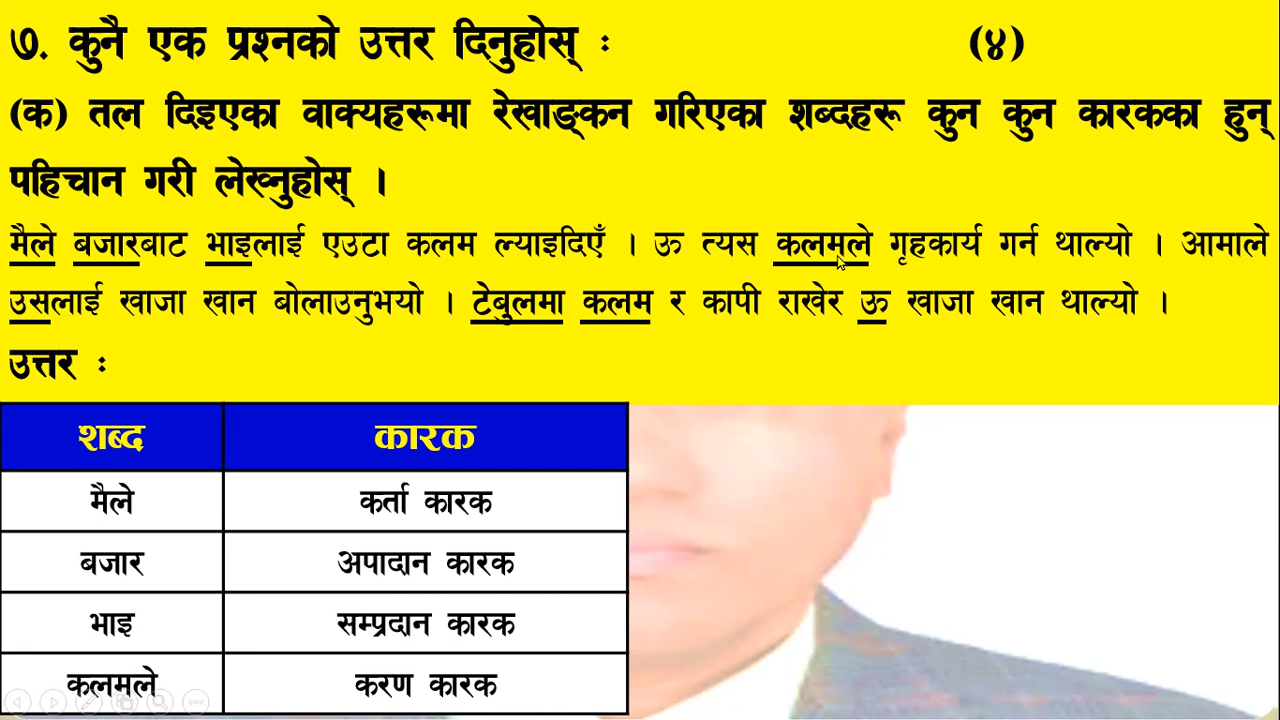 ७. कुनै एक प्रश्नको उत्तर दिनुहोस् : (४)
(क) तल दिइएका वाक्यहरूमा रेखाङ्कन गरिएका शब्दहरू कुन कुन कारकका हुन्
पहिचान गरी लेख्नुहोस् ।
मैले बजारबाट भाइलाई एउटा कलम ल्याइदिएँ । ऊ त्यस कलमले गृहकार्य गर्न थाल्यो । आमाले
उसलाई खाजा खान बोलाउनुभयो । टेबुलमा कलम र कापी राखेर ऊ खाजा खान थाल्यो ।
उत्तर :
शब्द कारक
मैले कर्ता कारक
बजार अपादान कारक
भाइ सम्प्रदान कारक
कलमले करण कारक